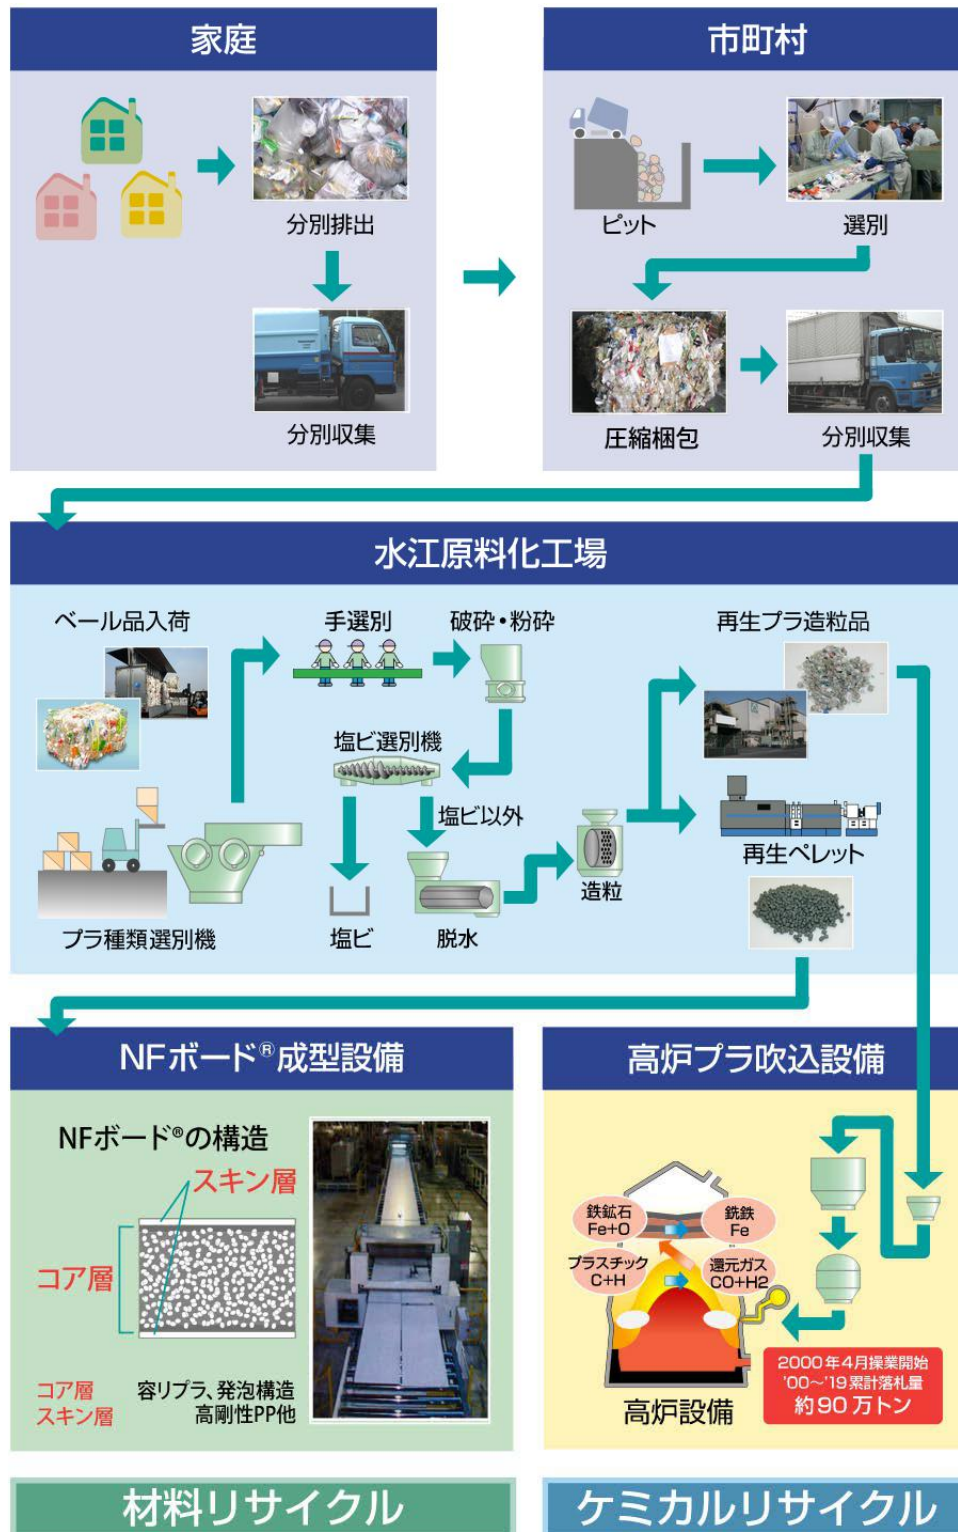 家庭
分別排出
分別収集
市町村
ピット
選別
圧縮梱包
分別収集
水江原料化工場
ベール品入荷
手選別
破砕・粉砕
再生プラ造粒品
塩ビ選別機
塩ビ以外
造粒
再生ペレット
プラ種類選別機
塩ビ
脱水
NFボード®成型設備
NFボード®の構造
スキン層
コア層
コア層 容リプラ、発泡構造
スキン層 高剛性PP他
高炉プラ吹込設備
鉄鉱石
Fe+O
銑鉄
Fe
プラスチック
C+H
還元ガス
CO+H2
高炉設備
2000年4月操業開始
'00〜'19累計落札量
約90万トン
材料リサイクル
ケミカルリサイクル